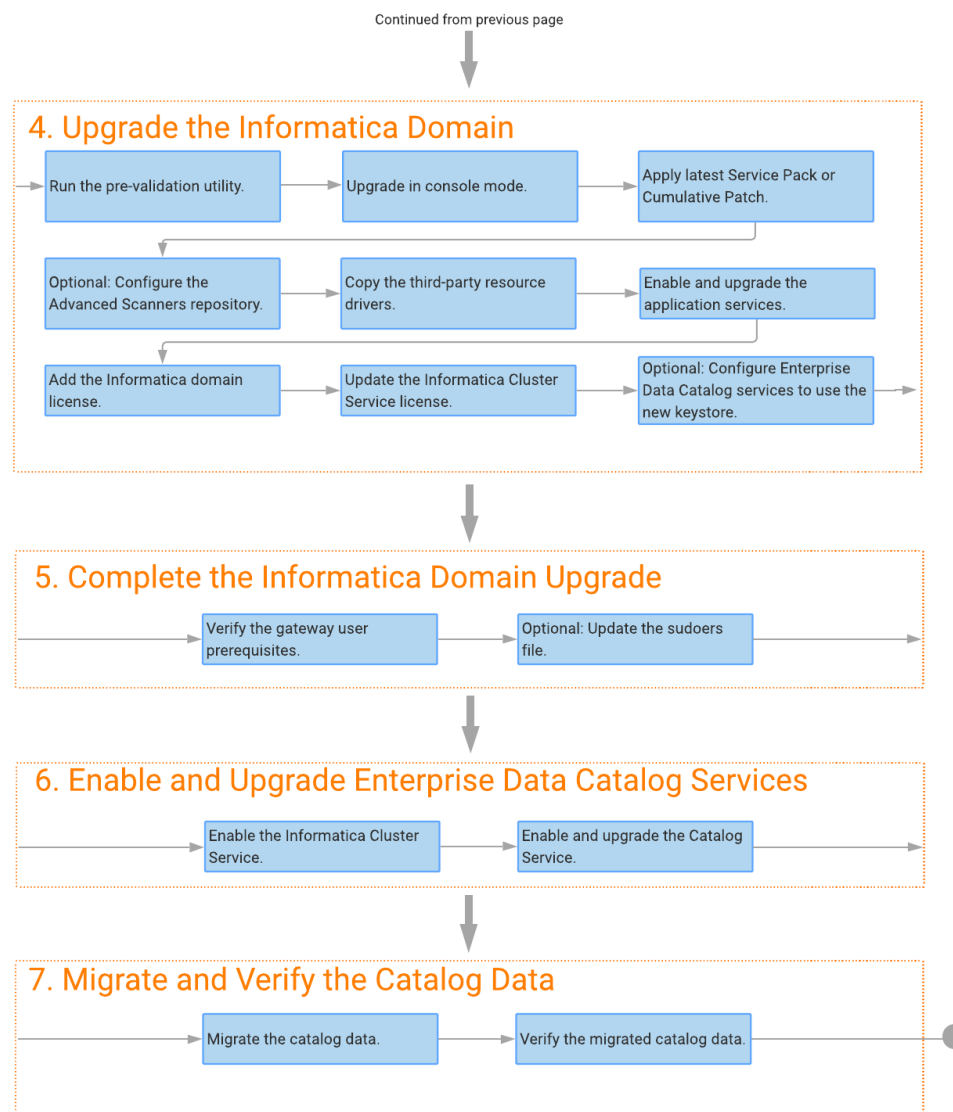 Continued from previous page
4. Upgrade the Informatica Domain
Run the pre-validation utility.
Upgrade in console mode.
Apply latest Service Pack or
Cumulative Patch.
Optional: Configure the
Advanced Scanners repository.
Copy the third-party resource
drivers.
Enable and upgrade the
application services.
Add the Informatica domain
license.
Update the Informatica Cluster
Service license.
Optional: Configure Enterprise
Data Catalog services to use the
new keystore.
5. Complete the Informatica Domain Upgrade
Verify the gateway user
prerequisites.
Optional: Update the sudoers
file.
6. Enable and Upgrade Enterprise Data Catalog Services
Enable the Informatica Cluster
Service.
Enable and upgrade the Catalog
Service.
7. Migrate and Verify the Catalog Data
Migrate the catalog data.
Verify the migrated catalog data.